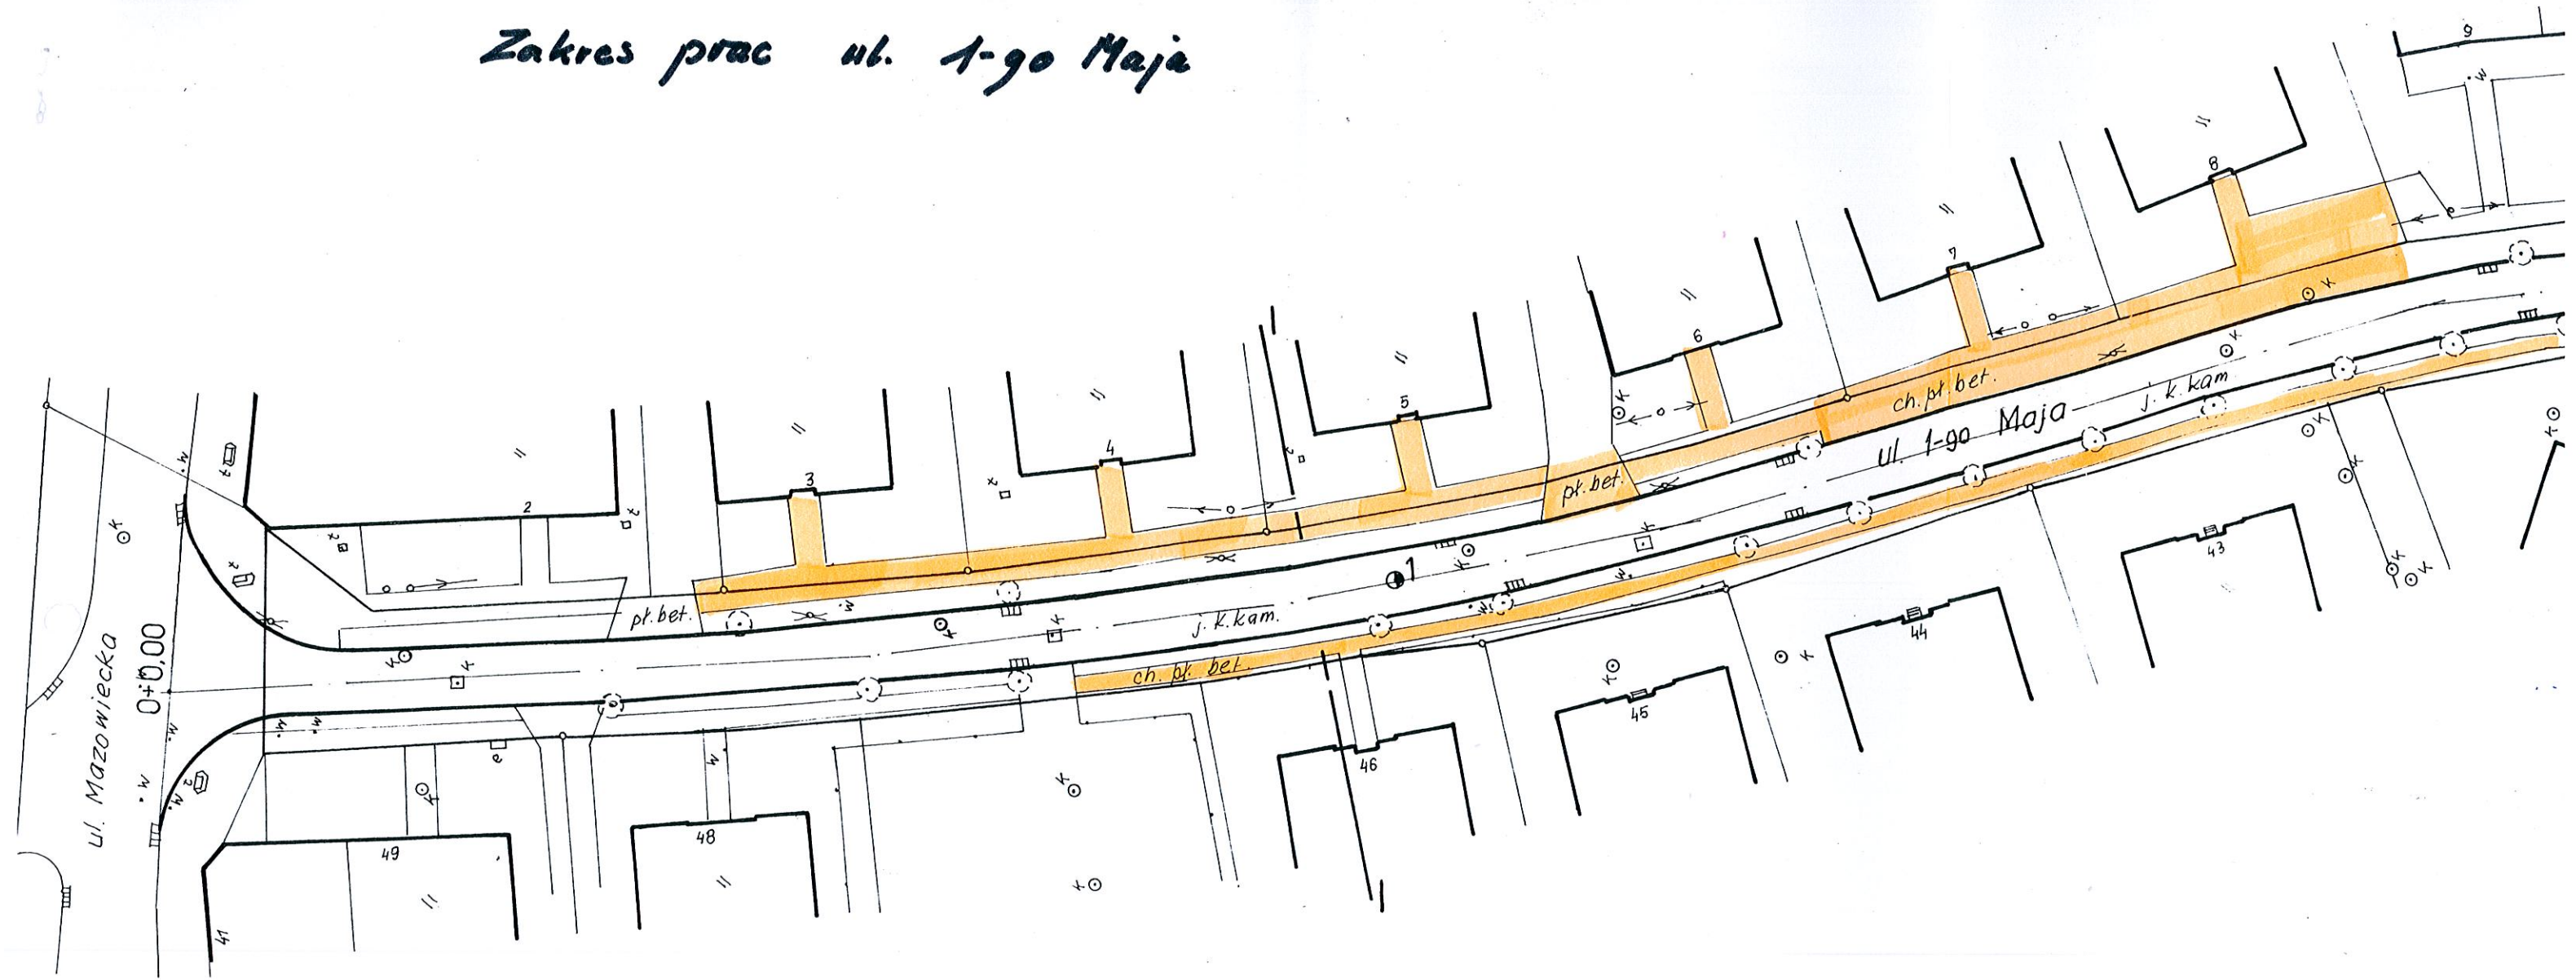 Zakres prac ul. 1-go Maja
9
8
7
6
5
4
3
2
w
K
ch. pł. bet.
pł. bet.
pł. bet.
j. k. kam
ul. 1-go Maja
1
j. k. kam.
ch. pł. bet.
0+0,00
ul. Mazowiecka
e
43
44
45
46
48
49
41